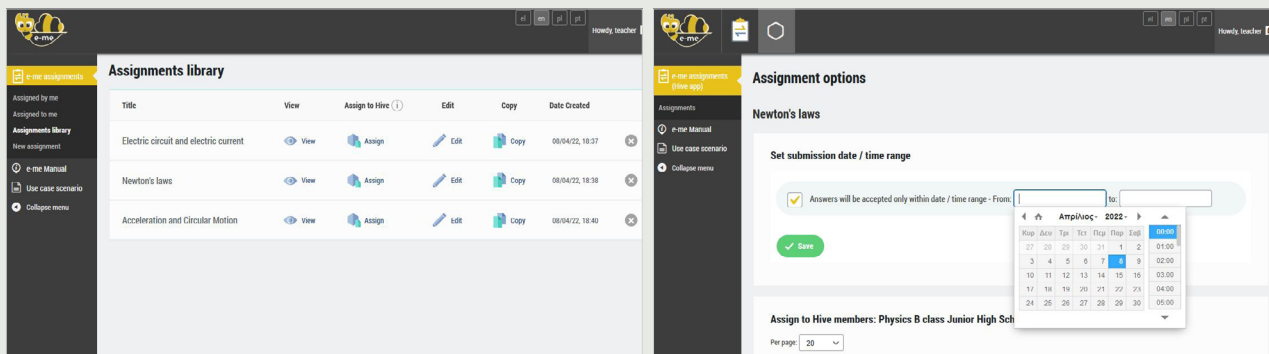 e-me
el en pl pt
Howdy, teacher
e-me assignments
Assigned by me
Assigned to me
Assignments library
New assignment
e-me Manual
Use case scenario
Collapse menu
Assignments library
Title View Assign to Hive i Edit Copy Date Created
Electric circuit and electric current View Assign Edit Copy 08/04/22, 18:37
Newton's laws View Assign Edit Copy 08/04/22, 18:38
Acceleration and Circular Motion View Assign Edit Copy 08/04/22, 18:40
e-me
el en pl pt
Howdy, teacher
e-me assignments
(Hive app)
Assignments
e-me Manual
Use case scenario
Collapse menu
Assignment options
Newton's laws
Set submission date / time range
Answers will be accepted only within date / time range - From: to:
Απρίλιος 2022
Κυρ Δευ Τρι Τετ Πεμ Παρ Σαβ
27 28 29 30 31 1 2
3 4 5 6 7 8 9
10 11 12 13 14 15 16
17 18 19 20 21 22 23
24 25 26 27 28 29 30
00:00
01:00
02:00
03:00
04:00
05:00
Save
Assign to Hive members: Physics B class Junior High Sch
Per page: 20